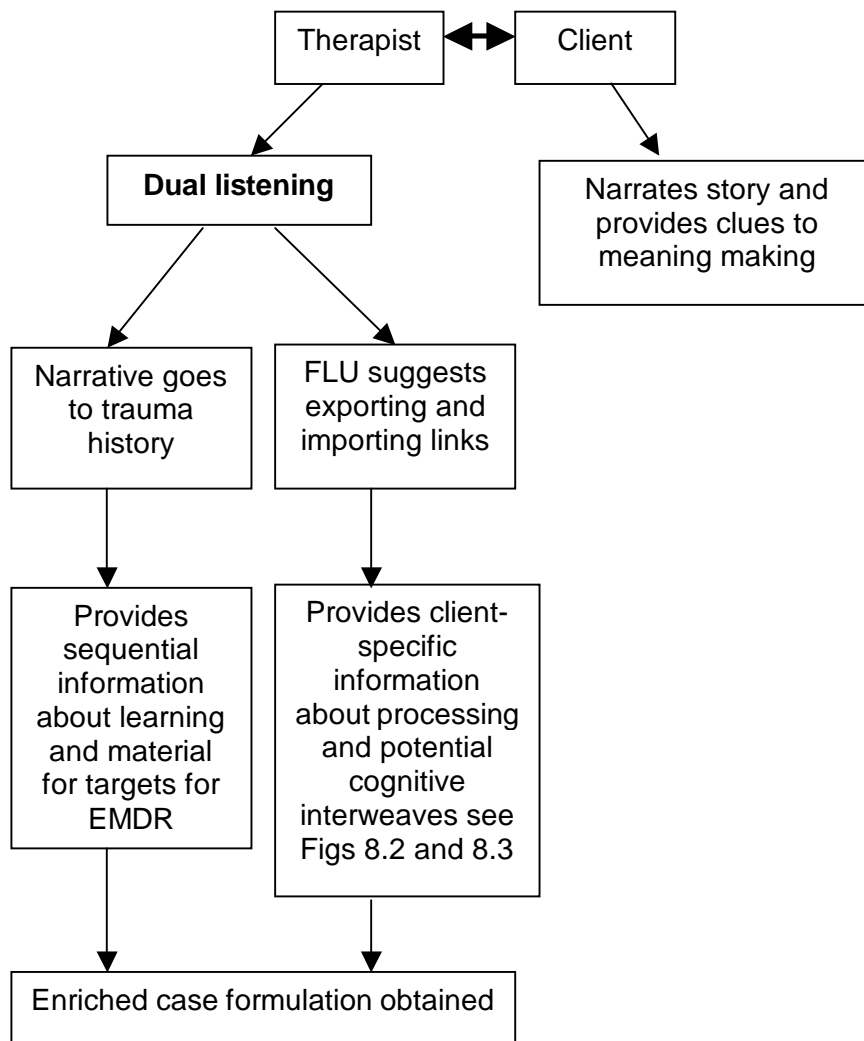 Therapist
Client
Dual listening
Narrates story and
provides clues to
meaning making
Narrative goes
to trauma
history
FLU suggests
exporting and
importing links
Provides
sequential
information
about learning
and material
for targets for
EMDR
Provides client-
specific
information
about processing
and potential
cognitive
interweaves see
Figs 8.2 and 8.3
Enriched case formulation obtained